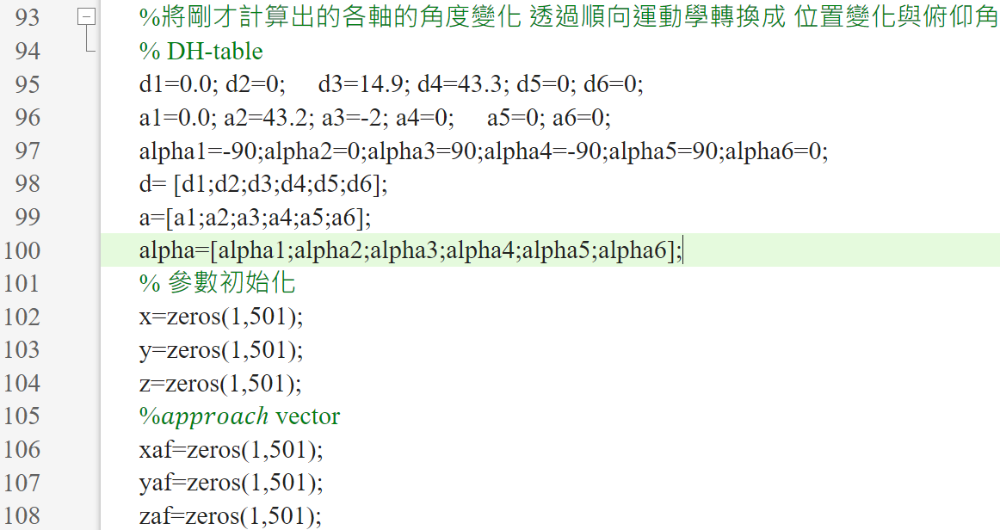 93 %將剛才計算出的各軸的角度變化 透過順向運動學轉換成 位置變化與俯仰角
94 % DH-table
95 d1=0.0; d2=0; d3=14.9; d4=43.3; d5=0; d6=0;
96 a1=0.0; a2=43.2; a3=-2; a4=0; a5=0; a6=0;
97 alpha1=-90;alpha2=0;alpha3=90;alpha4=-90;alpha5=90;alpha6=0;
98 d= [d1;d2;d3;d4;d5;d6];
99 a=[a1;a2;a3;a4;a5;a6];
100 alpha=[alpha1;alpha2;alpha3;alpha4;alpha5;alpha6];
101 % 參數初始化
102 x=zeros(1,501);
103 y=zeros(1,501);
104 z=zeros(1,501);
105 %approach vector
106 xaf=zeros(1,501);
107 yaf=zeros(1,501);
108 zaf=zeros(1,501);